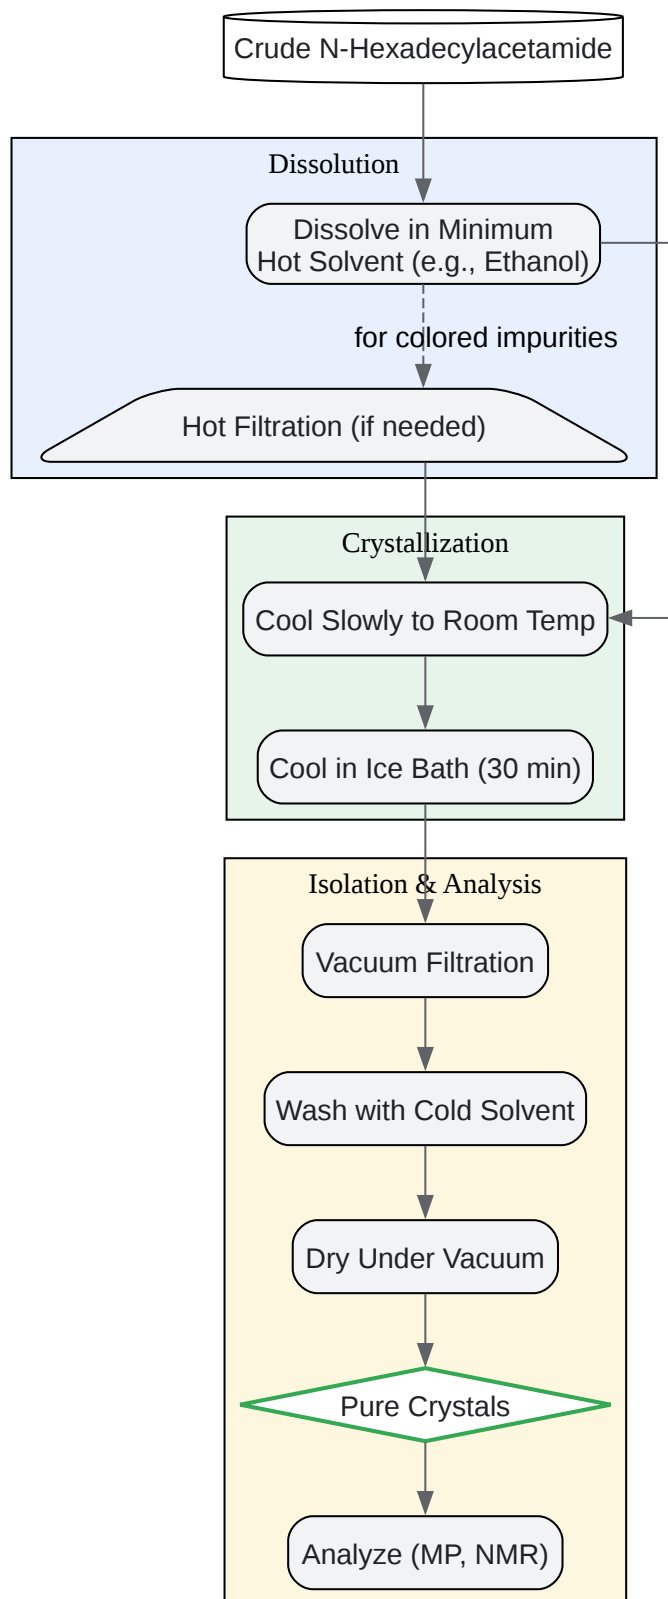 Crude N-Hexadecylacetamide
Dissolution
Dissolve in Minimum
Hot Solvent (e.g., Ethanol)
for colored impurities
Hot Filtration (if needed)
Crystallization
Cool Slowly to Room Temp
Cool in Ice Bath (30 min)
Isolation & Analysis
Vacuum Filtration
Wash with Cold Solvent
Dry Under Vacuum
Pure Crystals
Analyze (MP, NMR)